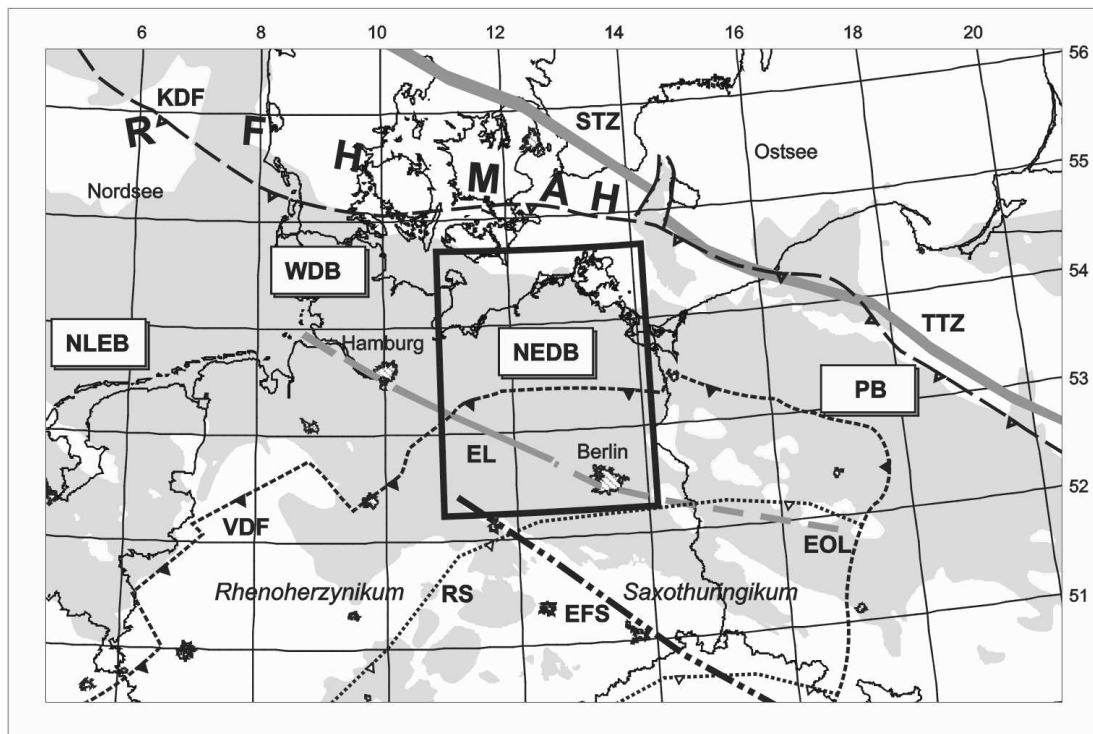 6 8 10 12 14 16 18 20
56
KDF
STZ
R F H M A H
Ostsee
55
Nordsee
WDB
54
NLEB
Hamburg
NEDB
TTZ
PB
53
EL
Berlin
52
VDF
EOL
Rhenoherzynikum
RS
EFS
Saxothuringikum
51